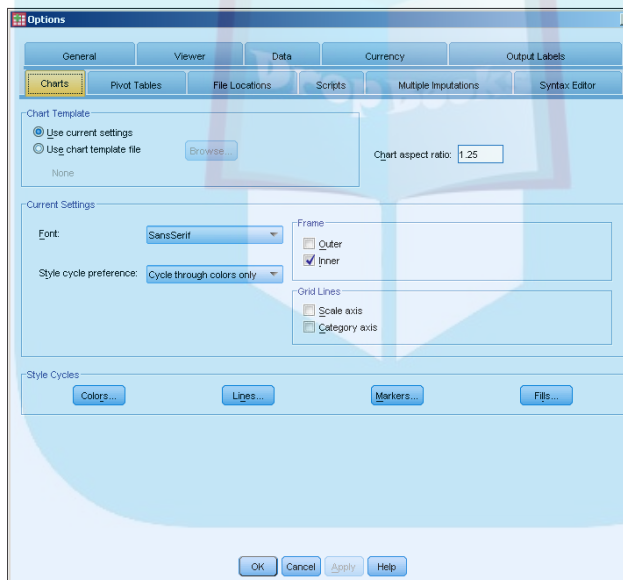 Options
General Viewer Data Currency Output Labels
Charts Pivot Tables File Locations Scripts Multiple Imputations Syntax Editor
DropBooks
Chart Template
Use current settings
Use chart template file Browse...
None
Chart aspect ratio: 1.25
Current Settings
Font: SansSerif
Style cycle preference: Cycle through colors only
Frame
Outer
Inner
Grid Lines
Scale axis
Category axis
Style Cycles
Colors... Lines... Markers... Fills...
OK Cancel Apply Help